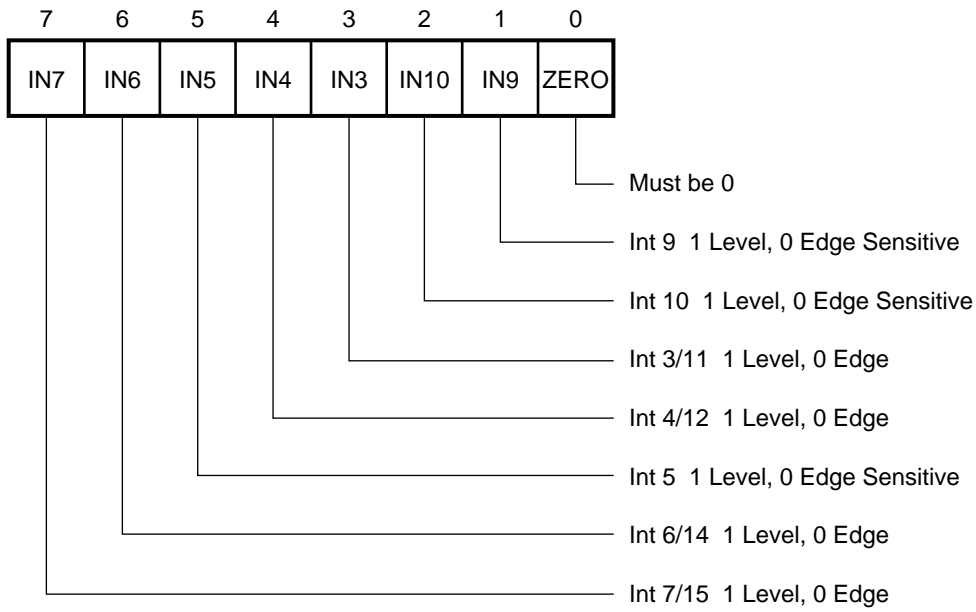 7 6 5 4 3 2 1 0
IN7 IN6 IN5 IN4 IN3 IN10 IN9 ZERO
Must be 0
Int 9 1 Level, 0 Edge Sensitive
Int 10 1 Level, 0 Edge Sensitive
Int 3/11 1 Level, 0 Edge
Int 4/12 1 Level, 0 Edge
Int 5 1 Level, 0 Edge Sensitive
Int 6/14 1 Level, 0 Edge
Int 7/15 1 Level, 0 Edge